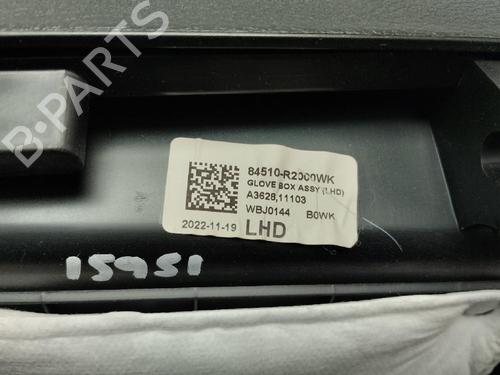 B-PARTS
84510-R2000WK
GLOVE BOX ASSY (LHD)
A3628,11103
WBJ0144 B0WK
2022-11-19 LHD
15951